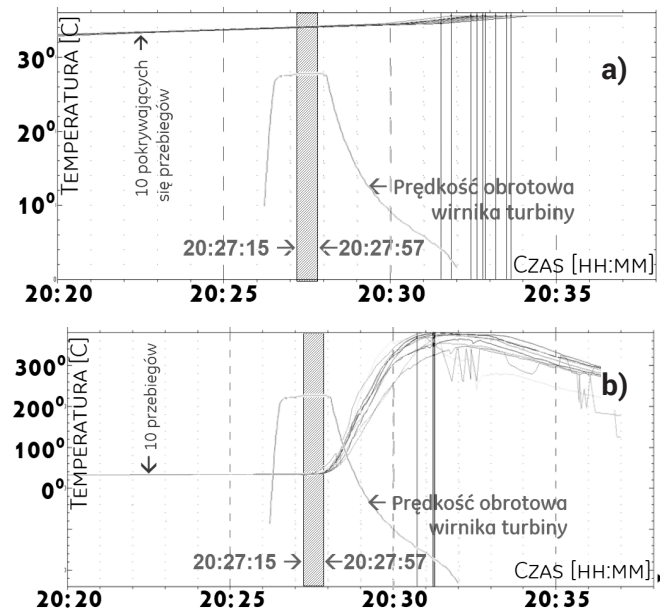 30⁰
20⁰
10⁰
TEMPERATURA [C]
10 pokrywających
się przebiegów
a)
←Prędkość obrotowa
wirnika turbiny
20:27:15 → ←20:27:57
CZAS [HH:MM]
20:20 20:25 20:30 20:35
300⁰
200⁰
100⁰
0⁰
TEMPERATURA [C]
10 przebiegów
b)
← Prędkość obrotowa
wirnika turbiny
20:27:15 → ←20:27:57
CZAS [HH:MM]
20:20 20:25 20:30 20:35